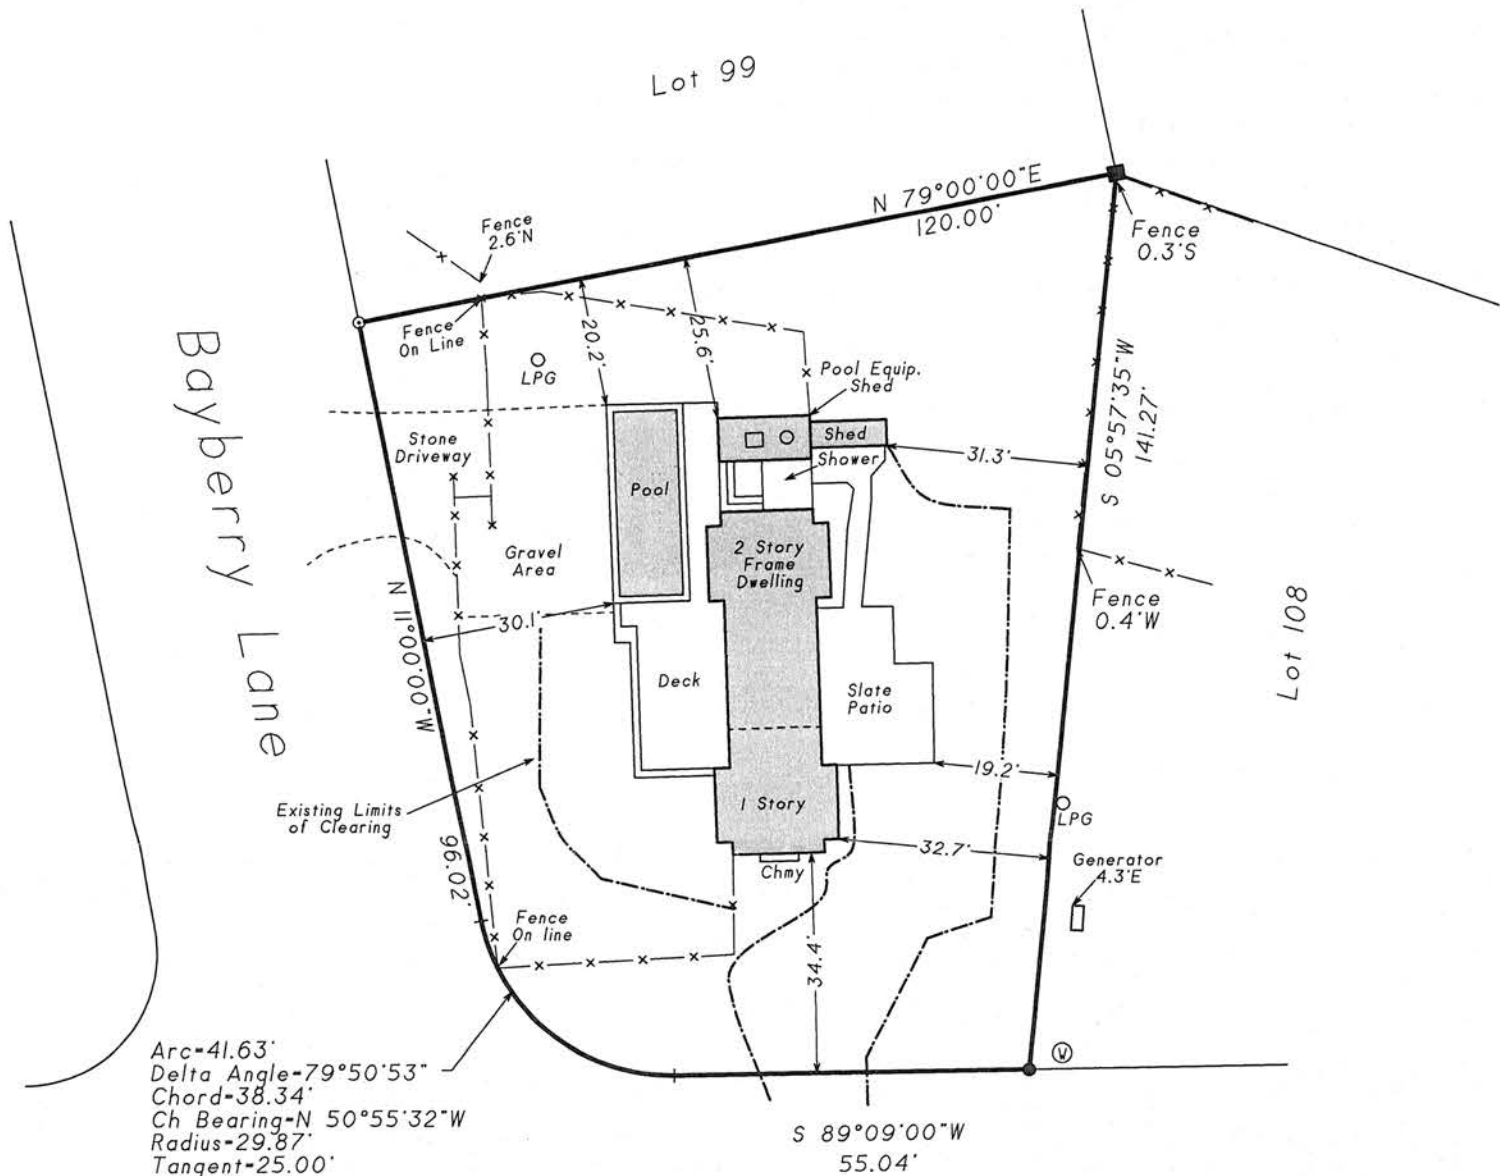 Lot 99
N 79°00'00"E
120.00'
Fence
2.6'N
Fence
0.3'S
Fence
On Line
LPG
20.2'
25.6'
Pool Equip.
Shed
Shed
Shower
31.3'
S 05°57'35"W
141.27'
Bayberry Lane
Stone
Driveway
Pool
Gravel
Area
2 Story
Frame
Dwelling
Fence
0.4'W
Lot 108
30.1'
N 11°00'00"W
96.02'
Deck
Slate
Patio
19.2'
Existing Limits
of Clearing
1 Story
LPG
32.7'
Chmy
Generator
4.3'E
Fence
On line
34.4'
W
Arc=41.63'
Delta Angle=79°50'53"
Chord=38.34'
Ch Bearing=N 50°55'32"W
Radius=29.87'
Tangent=25.00'
S 89°09'00"W
55.04'